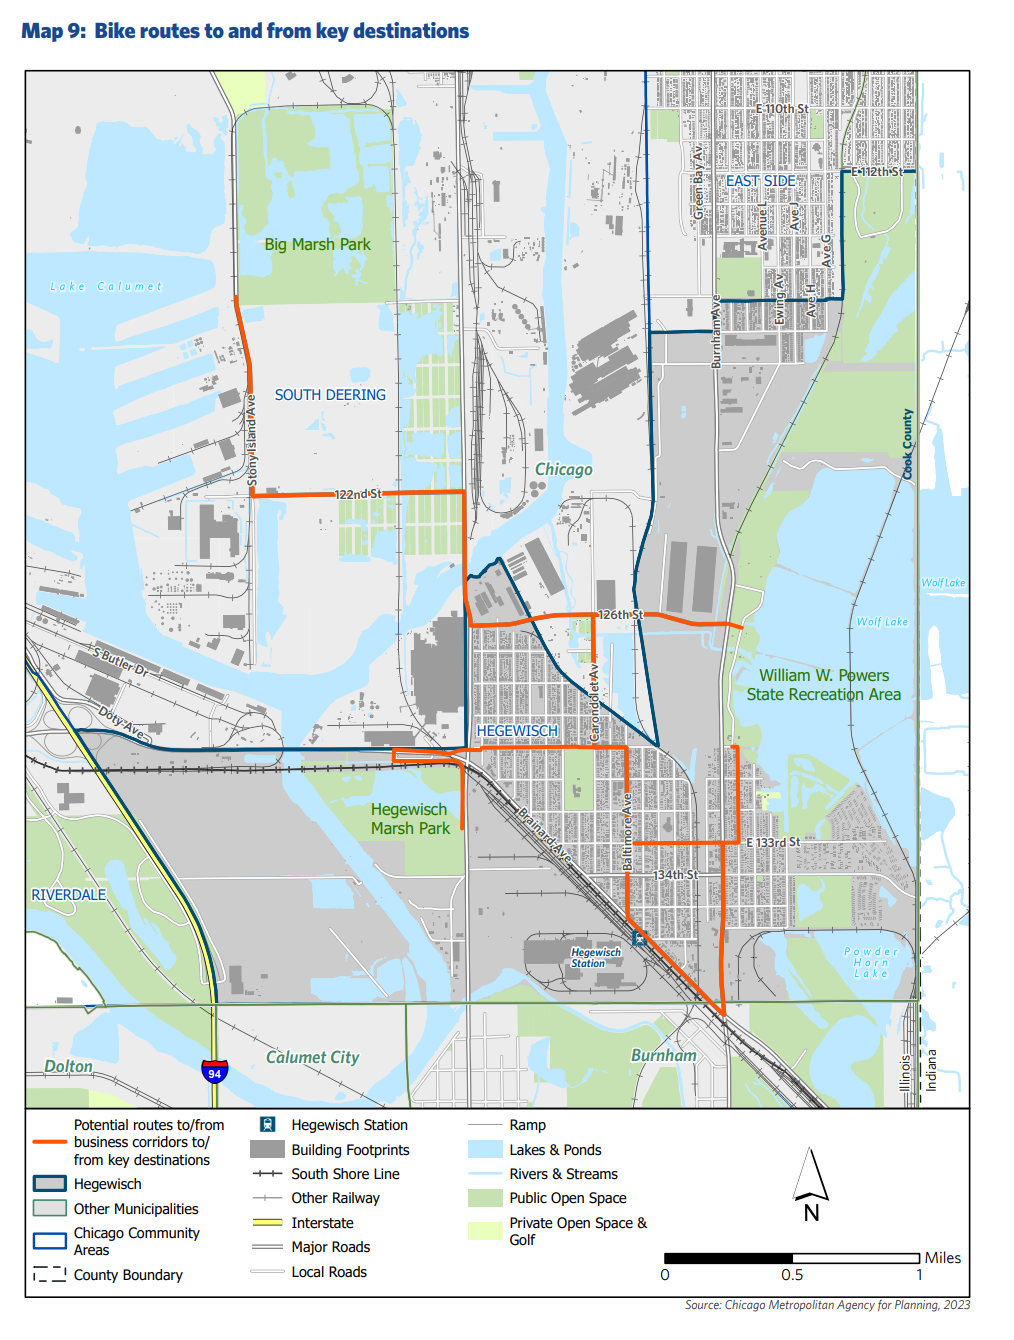 Map 9: Bike routes to and from key destinations
E 110th St
Green Bay Av
E 112th St
EAST SIDE
Avenue L
Ave J
Ave G
Big Marsh Park
Lake Calumet
Ewing Av
Ave H
Burnham Ave
SOUTH DEERING
Stony Island Ave
Cook County
Chicago
122nd St
Wolf Lake
126th St
Wolf Lake
S Butler Dr
William W. Powers
State Recreation Area
Carondolet Av
Doty Ave
HEGEWISCH
Hegewisch
Marsh Park
Brainard Ave
Baltimore Ave
E 133rd St
134th St
RIVERDALE
Hegewisch
Station
Powder
Horn
Lake
Calumet City
Burnham
Dolton
94
Illinois
Indiana
Potential routes to/from
business corridors to/
from key destinations
Hegewisch
Other Municipalities
Chicago Community
Areas
County Boundary
Hegewisch Station
Building Footprints
South Shore Line
Other Railway
Interstate
Major Roads
Local Roads
Ramp
Lakes & Ponds
Rivers & Streams
Public Open Space
Private Open Space &
Golf
N
Miles
0 0.5 1
Source: Chicago Metropolitan Agency for Planning, 2023